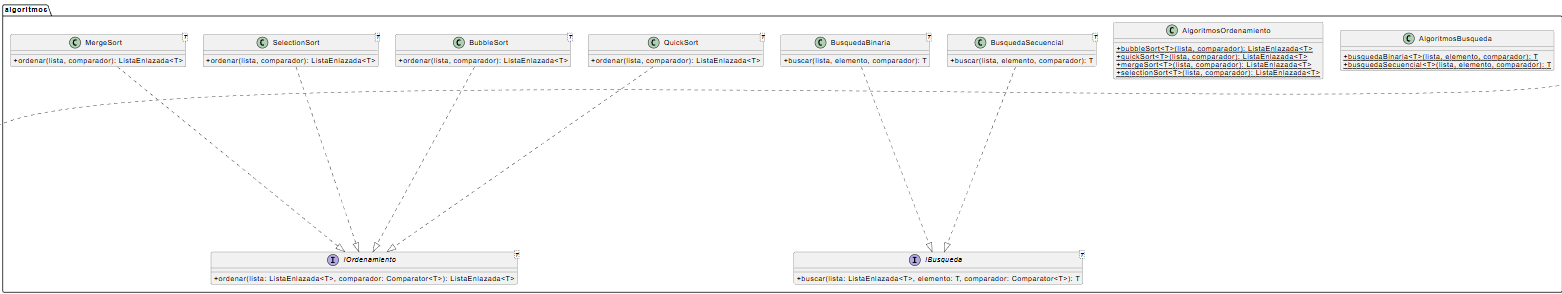 algoritmos
C MergeSort T
+ordenar(lista, comparador): ListaEnlazada<T>
C SelectionSort T
+ordenar(lista, comparador): ListaEnlazada<T>
C BubbleSort T
+ordenar(lista, comparador): ListaEnlazada<T>
C QuickSort T
+ordenar(lista, comparador): ListaEnlazada<T>
C BusquedaBinaria T
+buscar(lista, elemento, comparador): T
C BusquedaSecuencial T
+buscar(lista, elemento, comparador): T
C AlgoritmosOrdenamiento
+bubbleSort<T>(lista, comparador): ListaEnlazada<T>
+quickSort<T>(lista, comparador): ListaEnlazada<T>
+mergeSort<T>(lista, comparador): ListaEnlazada<T>
+selectionSort<T>(lista, comparador): ListaEnlazada<T>
C AlgoritmosBusqueda
+busquedaBinaria<T>(lista, elemento, comparador): T
+busquedaSecuencial<T>(lista, elemento, comparador): T
I IOrdenamiento T
+ordenar(lista: ListaEnlazada<T>, comparador: Comparator<T>): ListaEnlazada<T>
I IBusqueda T
+buscar(lista: ListaEnlazada<T>, elemento: T, comparador: Comparator<T>): T